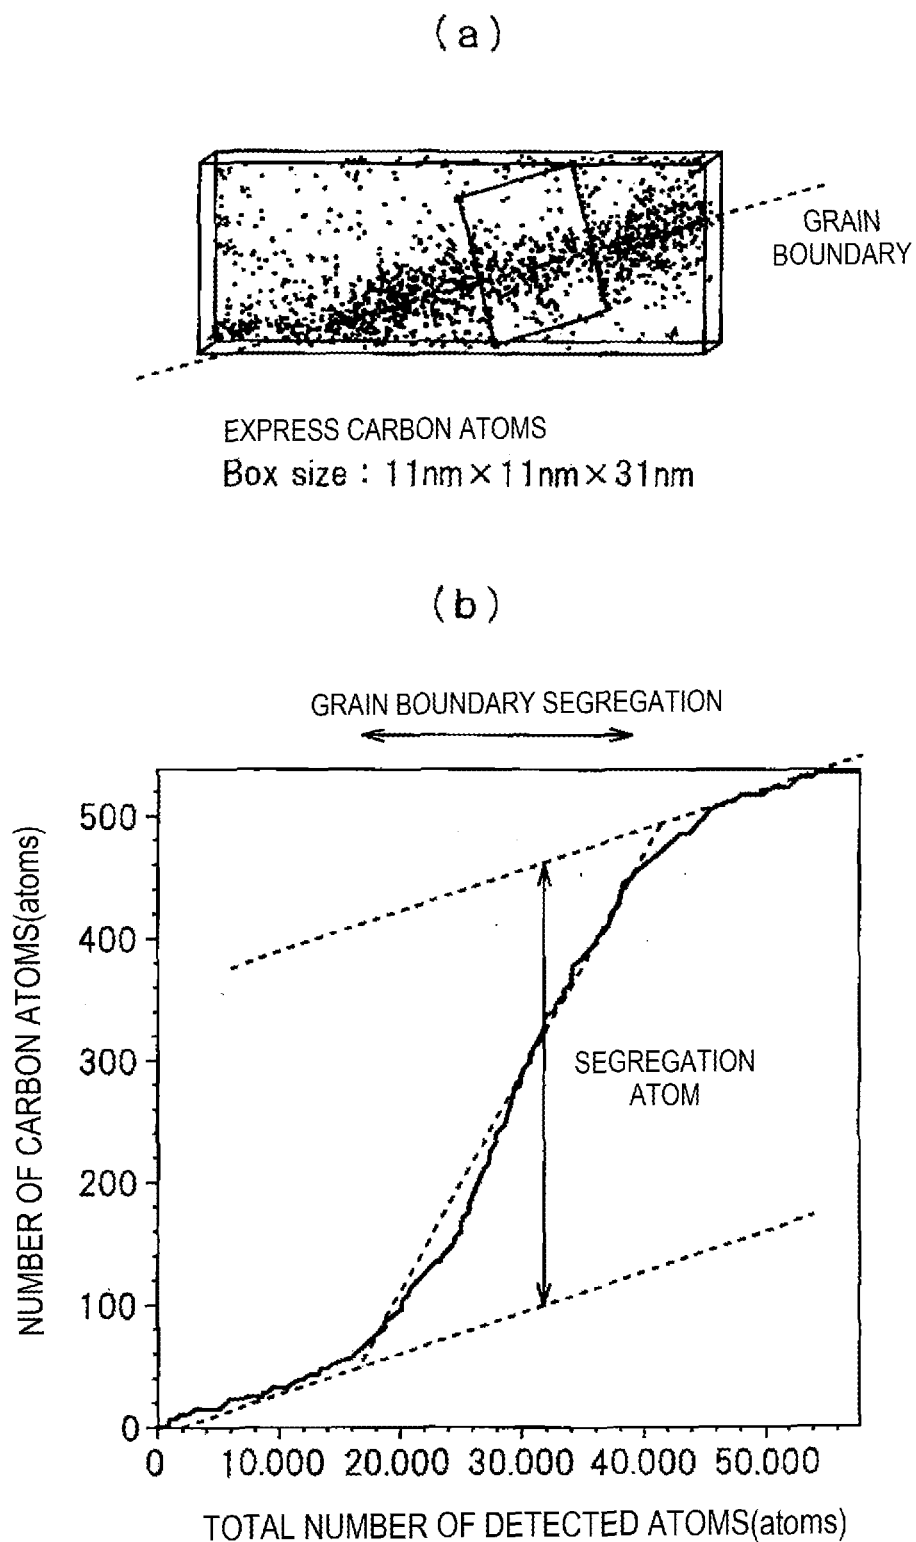 (a)
GRAIN
BOUNDARY
EXPRESS CARBON ATOMS
Box size : 11nm×11nm×31nm
(b)
GRAIN BOUNDARY SEGREGATION
NUMBER OF CARBON ATOMS(atoms)
500
400
300
200
100
0
SEGREGATION
ATOM
0 10.000 20.000 30.000 40.000 50.000
TOTAL NUMBER OF DETECTED ATOMS(atoms)